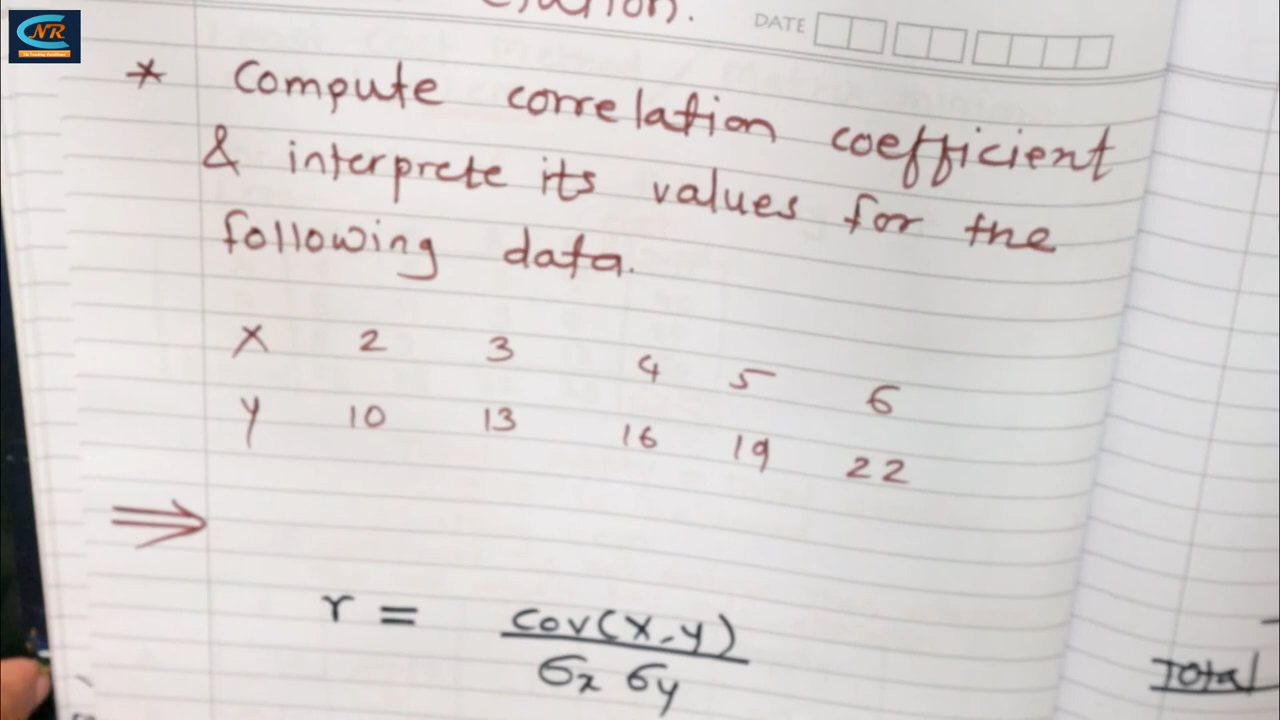 NR
DATE
* Compute correlation coefficient
& interprete its values for the
following data.
X 2 3 4 5 6
Y 10 13 16 19 22
⇒
r = cov(x,y)
σx σy
Total